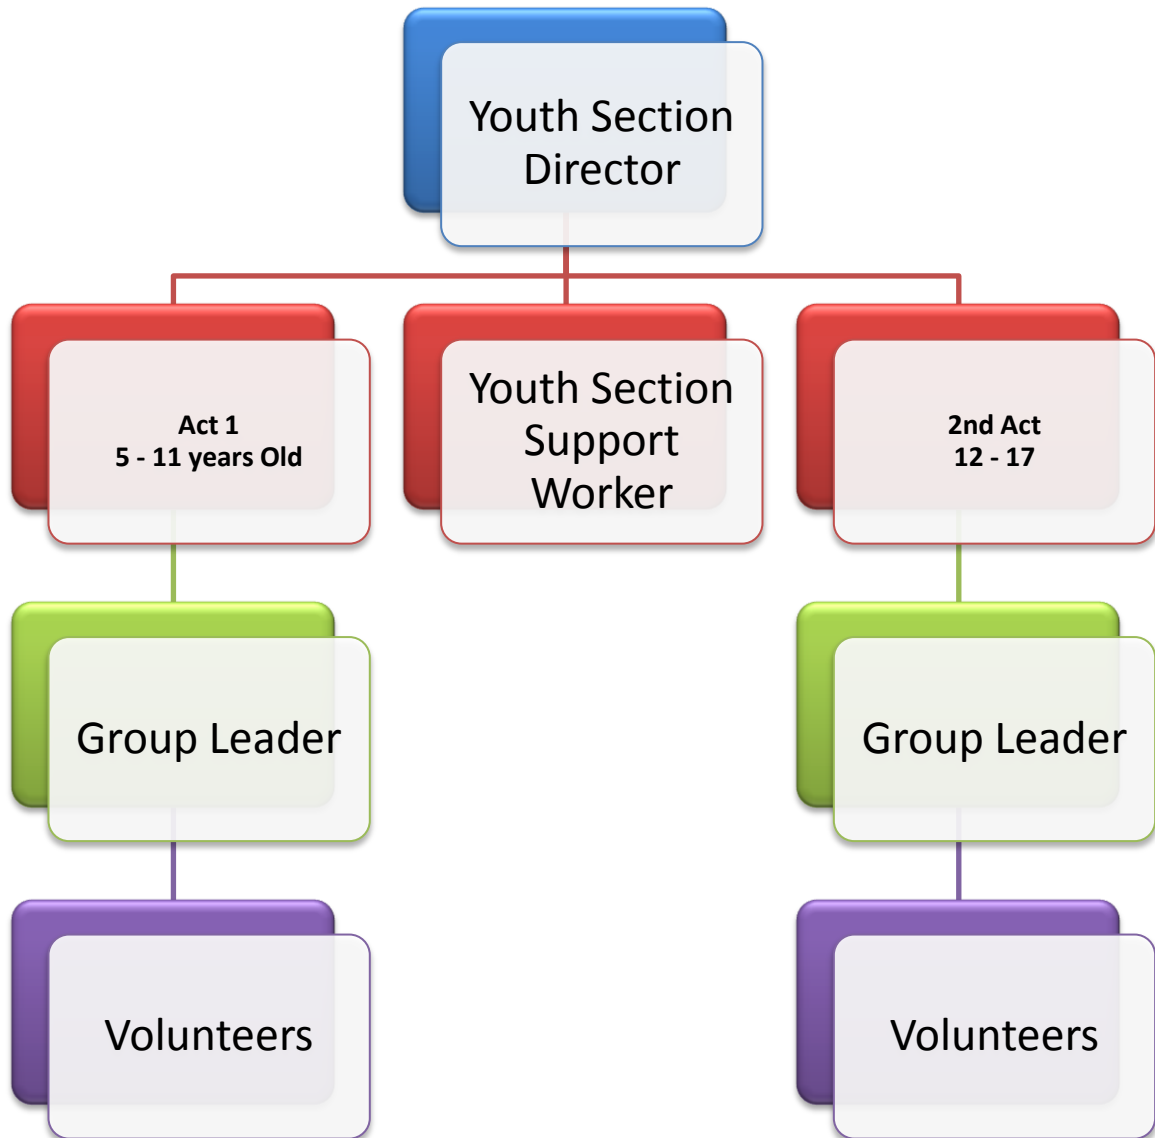 Youth Section
Director
Act 1
5 - 11 years Old
Youth Section
Support
Worker
2nd Act
12 - 17
Group Leader
Group Leader
Volunteers
Volunteers